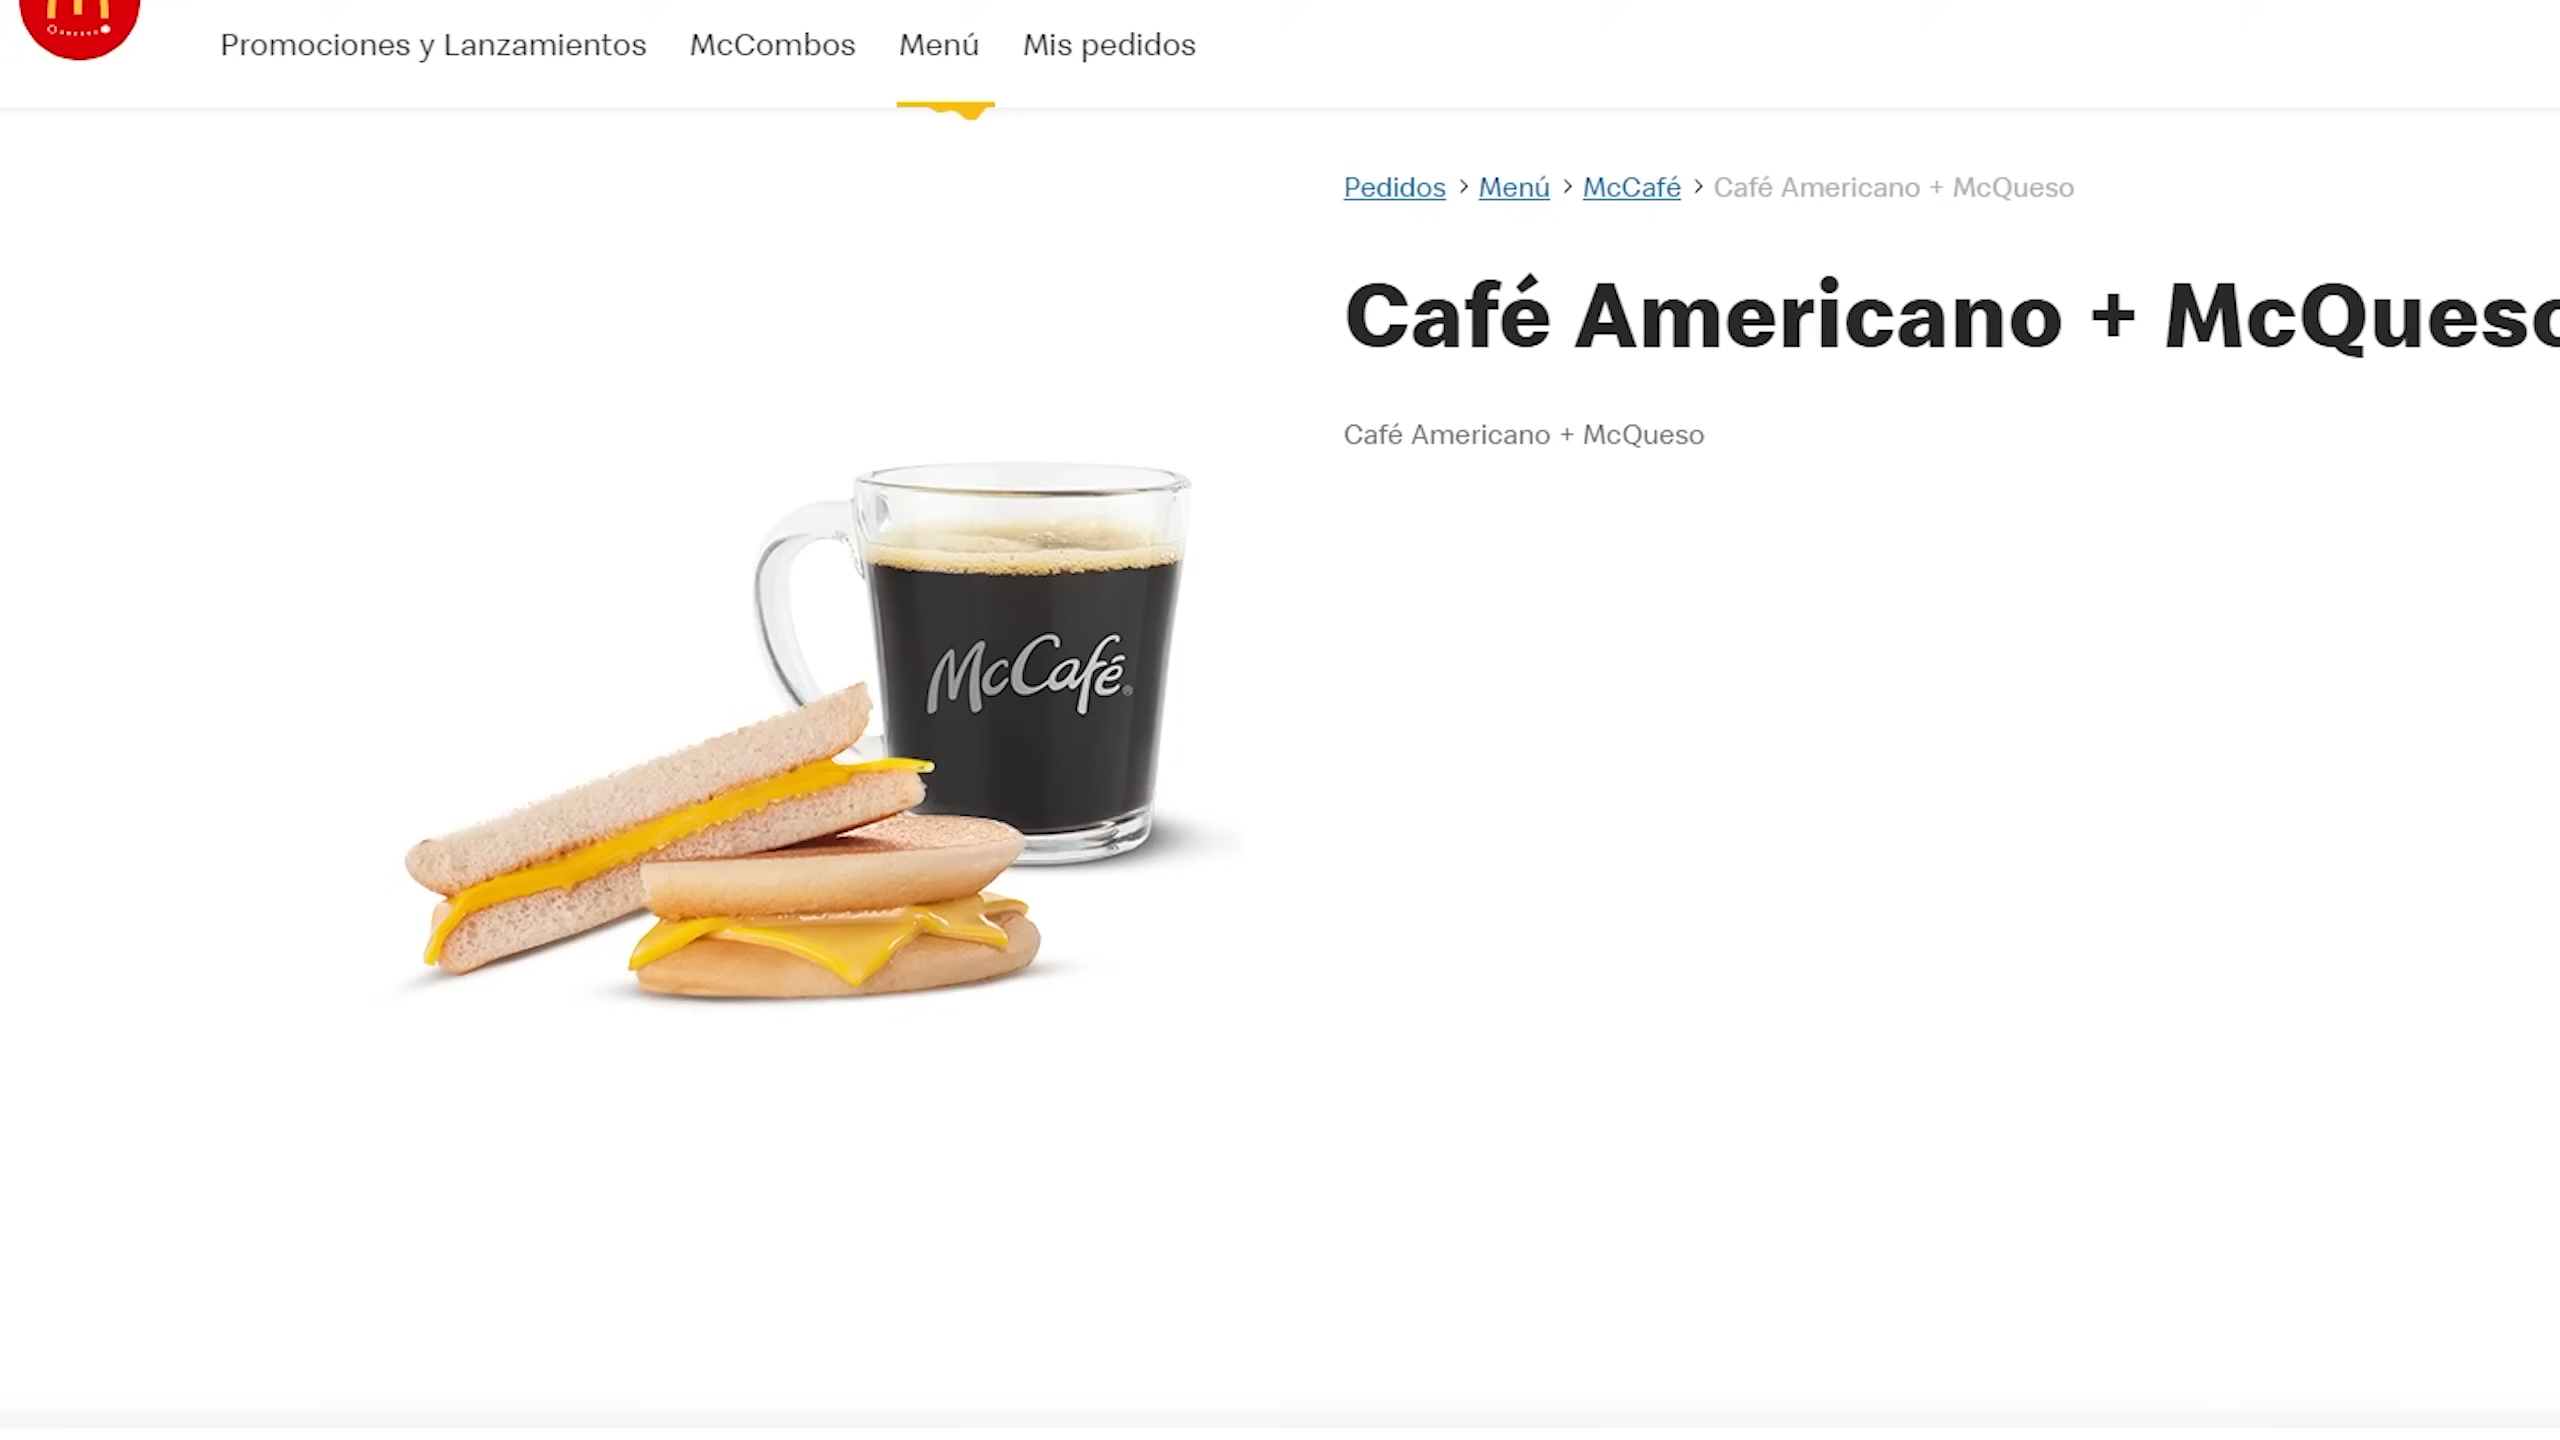 Promociones y Lanzamientos McCombos Menú Mis pedidos
Pedidos > Menú > McCafé > Café Americano + McQueso
Café Americano + McQueso
Café Americano + McQueso
McCafé®